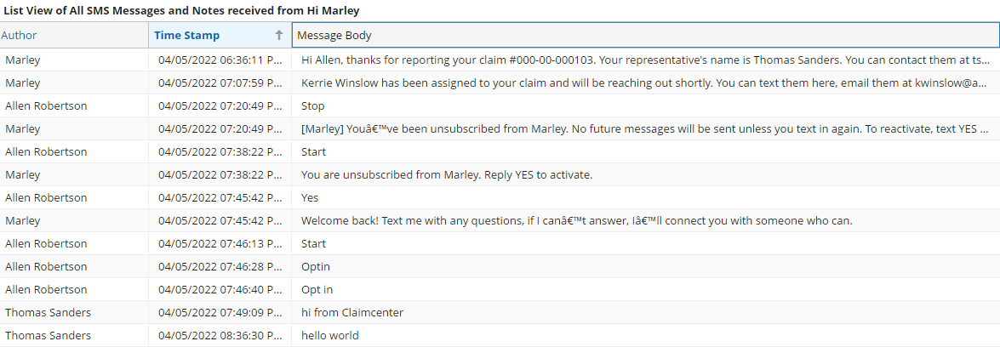 List View of All SMS Messages and Notes received from Hi Marley
Author Time Stamp Message Body
Marley 04/05/2022 06:36:11 P... Hi Allen, thanks for reporting your claim #000-00-000103. Your representative's name is Thomas Sanders. You can contact them at ts...
Marley 04/05/2022 07:07:59 P... Kerrie Winslow has been assigned to your claim and will be reaching out shortly. You can text them here, email them at kwinslow@a...
Allen Robertson 04/05/2022 07:20:49 P... Stop
Marley 04/05/2022 07:20:49 P... [Marley] Youâ€™ve been unsubscribed from Marley. No future messages will be sent unless you text in again. To reactivate, text YES ...
Allen Robertson 04/05/2022 07:38:22 P... Start
Marley 04/05/2022 07:38:22 P... You are unsubscribed from Marley. Reply YES to activate.
Allen Robertson 04/05/2022 07:45:42 P... Yes
Marley 04/05/2022 07:45:42 P... Welcome back! Text me with any questions, if I canâ€™t answer, Iâ€™ll connect you with someone who can.
Allen Robertson 04/05/2022 07:46:13 P... Start
Allen Robertson 04/05/2022 07:46:28 P... Optin
Allen Robertson 04/05/2022 07:46:40 P... Opt in
Thomas Sanders 04/05/2022 07:49:09 P... hi from Claimcenter
Thomas Sanders 04/05/2022 08:36:30 P... hello world